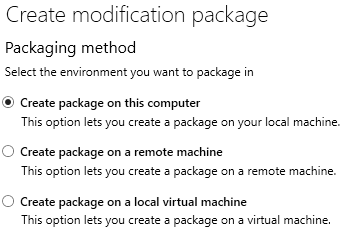 Create modification package
Packaging method
Select the environment you want to package in
Create package on this computer
This option lets you create a package on your local machine.
Create package on a remote machine
This option lets you create a package on a remote machine.
Create package on a local virtual machine
This option lets you create a package on a virtual machine.